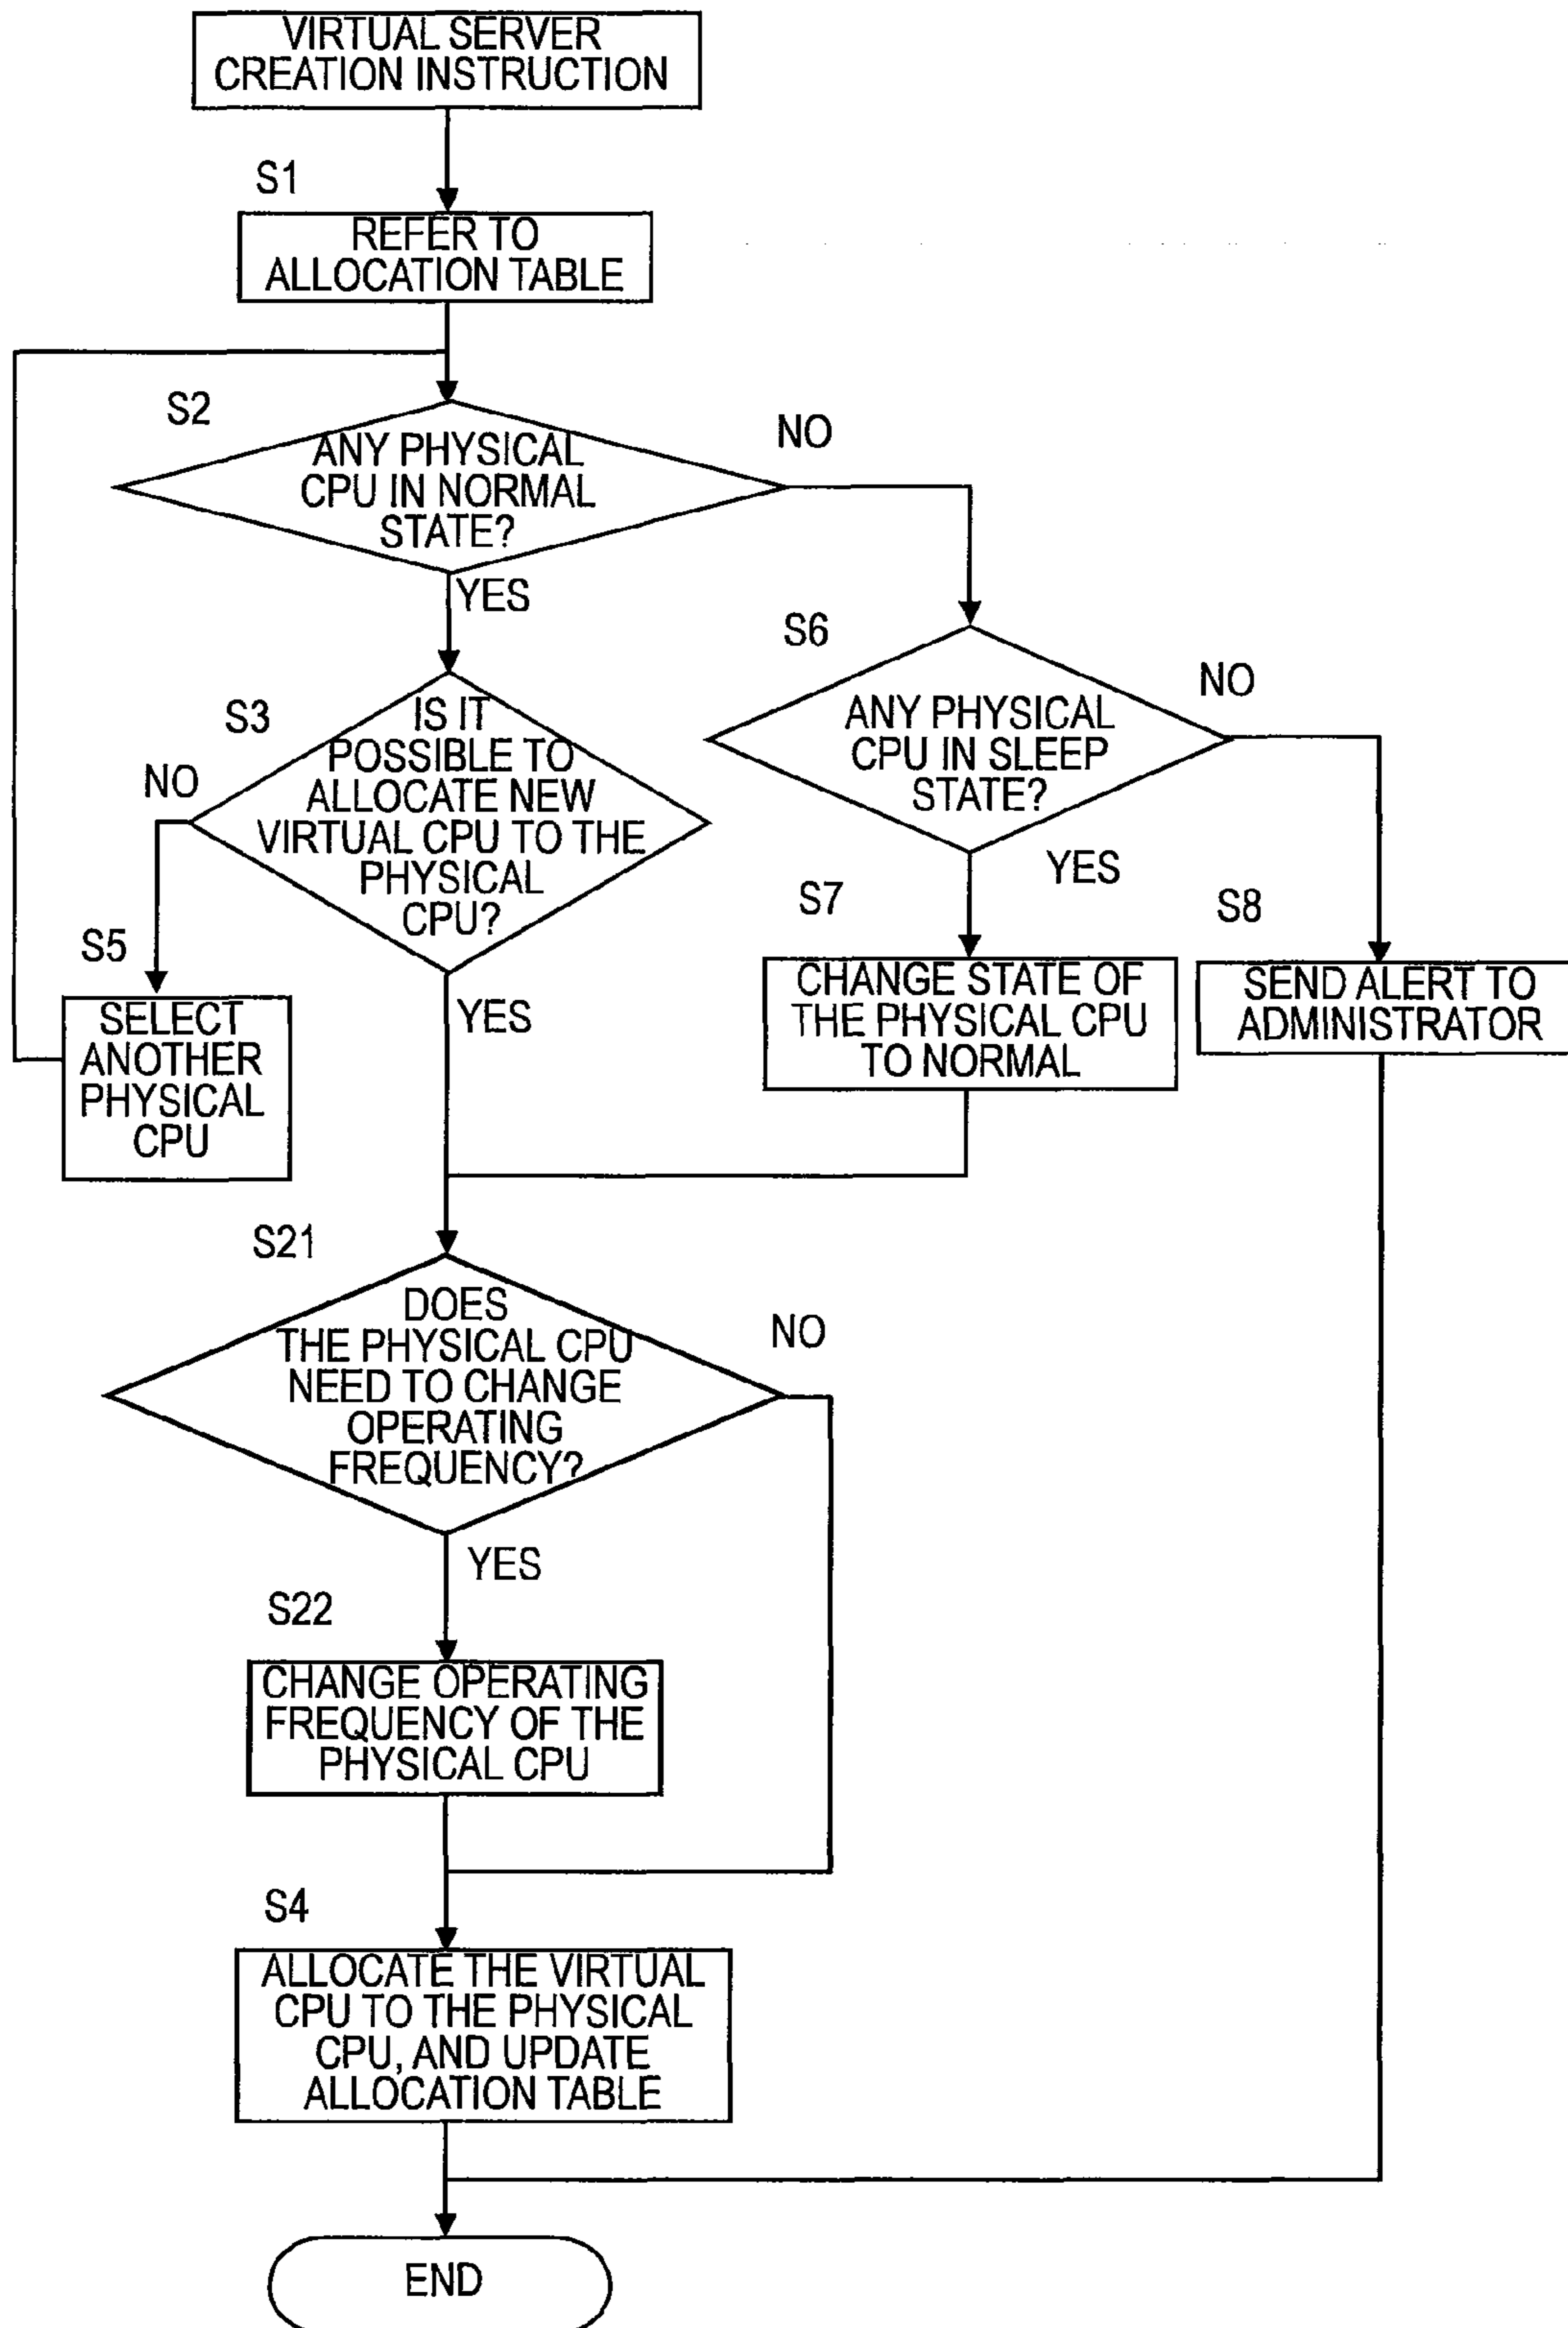 VIRTUAL SERVER
CREATION INSTRUCTION
S1
REFER TO
ALLOCATION TABLE
S2
ANY PHYSICAL
CPU IN NORMAL
STATE?
NO
YES
S3
IS IT
POSSIBLE TO
ALLOCATE NEW
VIRTUAL CPU TO THE
PHYSICAL
CPU?
NO
YES
S5
SELECT
ANOTHER
PHYSICAL
CPU
S6
ANY PHYSICAL
CPU IN SLEEP
STATE?
NO
YES
S7
CHANGE STATE OF
THE PHYSICAL CPU
TO NORMAL
S8
SEND ALERT TO
ADMINISTRATOR
S21
DOES
THE PHYSICAL CPU
NEED TO CHANGE
OPERATING
FREQUENCY?
NO
YES
S22
CHANGE OPERATING
FREQUENCY OF THE
PHYSICAL CPU
S4
ALLOCATE THE VIRTUAL
CPU TO THE PHYSICAL
CPU, AND UPDATE
ALLOCATION TABLE
END